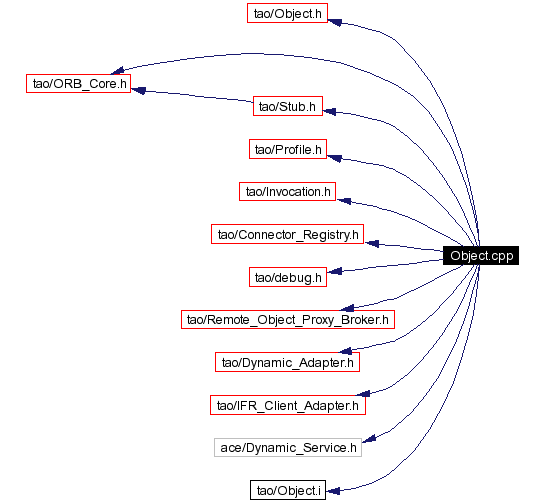 tao/Object.h
tao/ORB_Core.h
tao/Stub.h
tao/Profile.h
tao/Invocation.h
tao/Connector_Registry.h
Object.cpp
tao/debug.h
tao/Remote_Object_Proxy_Broker.h
tao/Dynamic_Adapter.h
tao/IFR_Client_Adapter.h
ace/Dynamic_Service.h
tao/Object.i